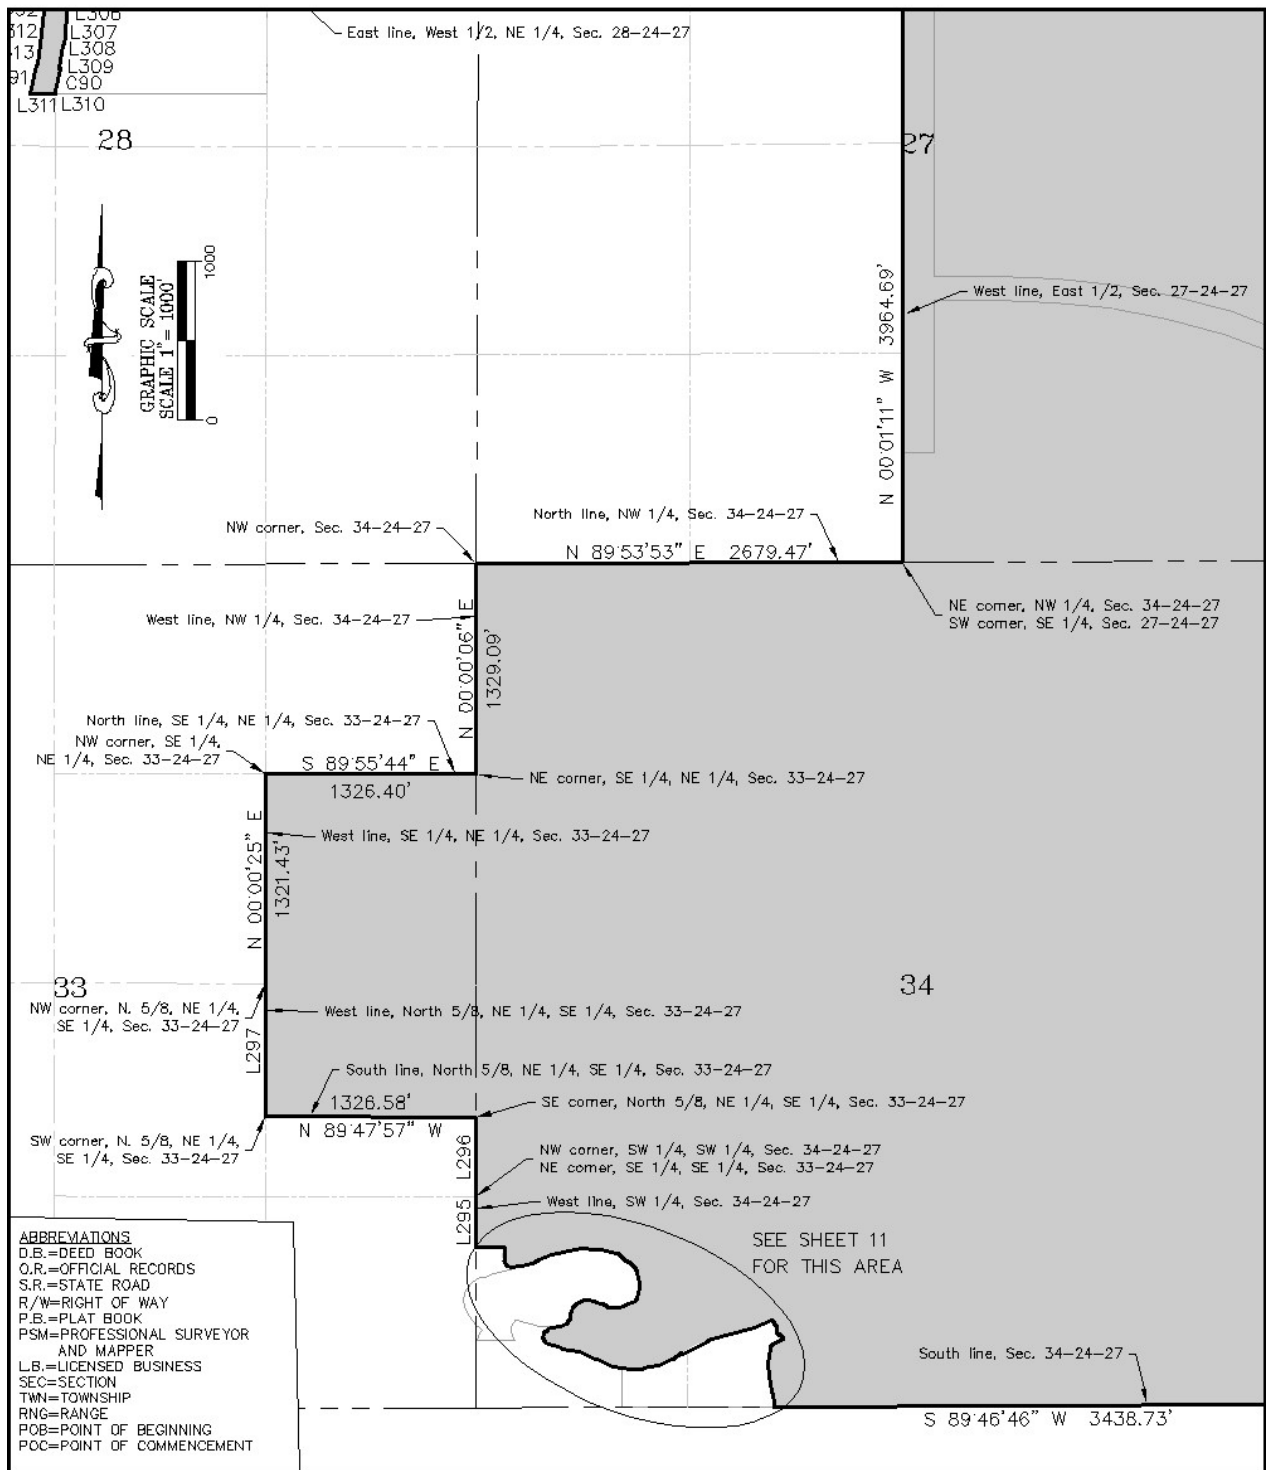 L306
312 L307
13 L308
91 L309
C90
L311 L310
East line, West 1/2, NE 1/4, Sec. 28-24-27
28
27
GRAPHIC SCALE
SCALE 1" = 1000'
0
1000
West line, East 1/2, Sec. 27-24-27
N 00°01'11" W 3964.69'
North line, NW 1/4, Sec. 34-24-27
NW corner, Sec. 34-24-27
N 89°53'53" E 2679.47'
NE corner, NW 1/4, Sec. 34-24-27
SW corner, SE 1/4, Sec. 27-24-27
West line, NW 1/4, Sec. 34-24-27
N 00°00'06" E
1329.09'
North line, SE 1/4, NE 1/4, Sec. 33-24-27
NW corner, SE 1/4,
NE 1/4, Sec. 33-24-27
S 89°55'44" E
1326.40'
NE corner, SE 1/4, NE 1/4, Sec. 33-24-27
West line, SE 1/4, NE 1/4, Sec. 33-24-27
N 00°00'25" E
1321.43'
33
34
NW corner, N. 5/8, NE 1/4,
SE 1/4, Sec. 33-24-27
West line, North 5/8, NE 1/4, SE 1/4, Sec. 33-24-27
L297
South line, North 5/8, NE 1/4, SE 1/4, Sec. 33-24-27
1326.58'
N 89°47'57" W
SE corner, North 5/8, NE 1/4, SE 1/4, Sec. 33-24-27
SW corner, N. 5/8, NE 1/4,
SE 1/4, Sec. 33-24-27
L296
NW corner, SW 1/4, SW 1/4, Sec. 34-24-27
NE corner, SE 1/4, SE 1/4, Sec. 33-24-27
L295
West line, SW 1/4, Sec. 34-24-27
SEE SHEET 11
FOR THIS AREA
ABBREVIATIONS
D.B.=DEED BOOK
O.R.=OFFICIAL RECORDS
S.R.=STATE ROAD
R/W=RIGHT OF WAY
P.B.=PLAT BOOK
PSM=PROFESSIONAL SURVEYOR
AND MAPPER
L.B.=LICENSED BUSINESS
SEC=SECTION
TWN=TOWNSHIP
RNG=RANGE
POB=POINT OF BEGINNING
POC=POINT OF COMMENCEMENT
South line, Sec. 34-24-27
S 89°46'46" W 3438.73'